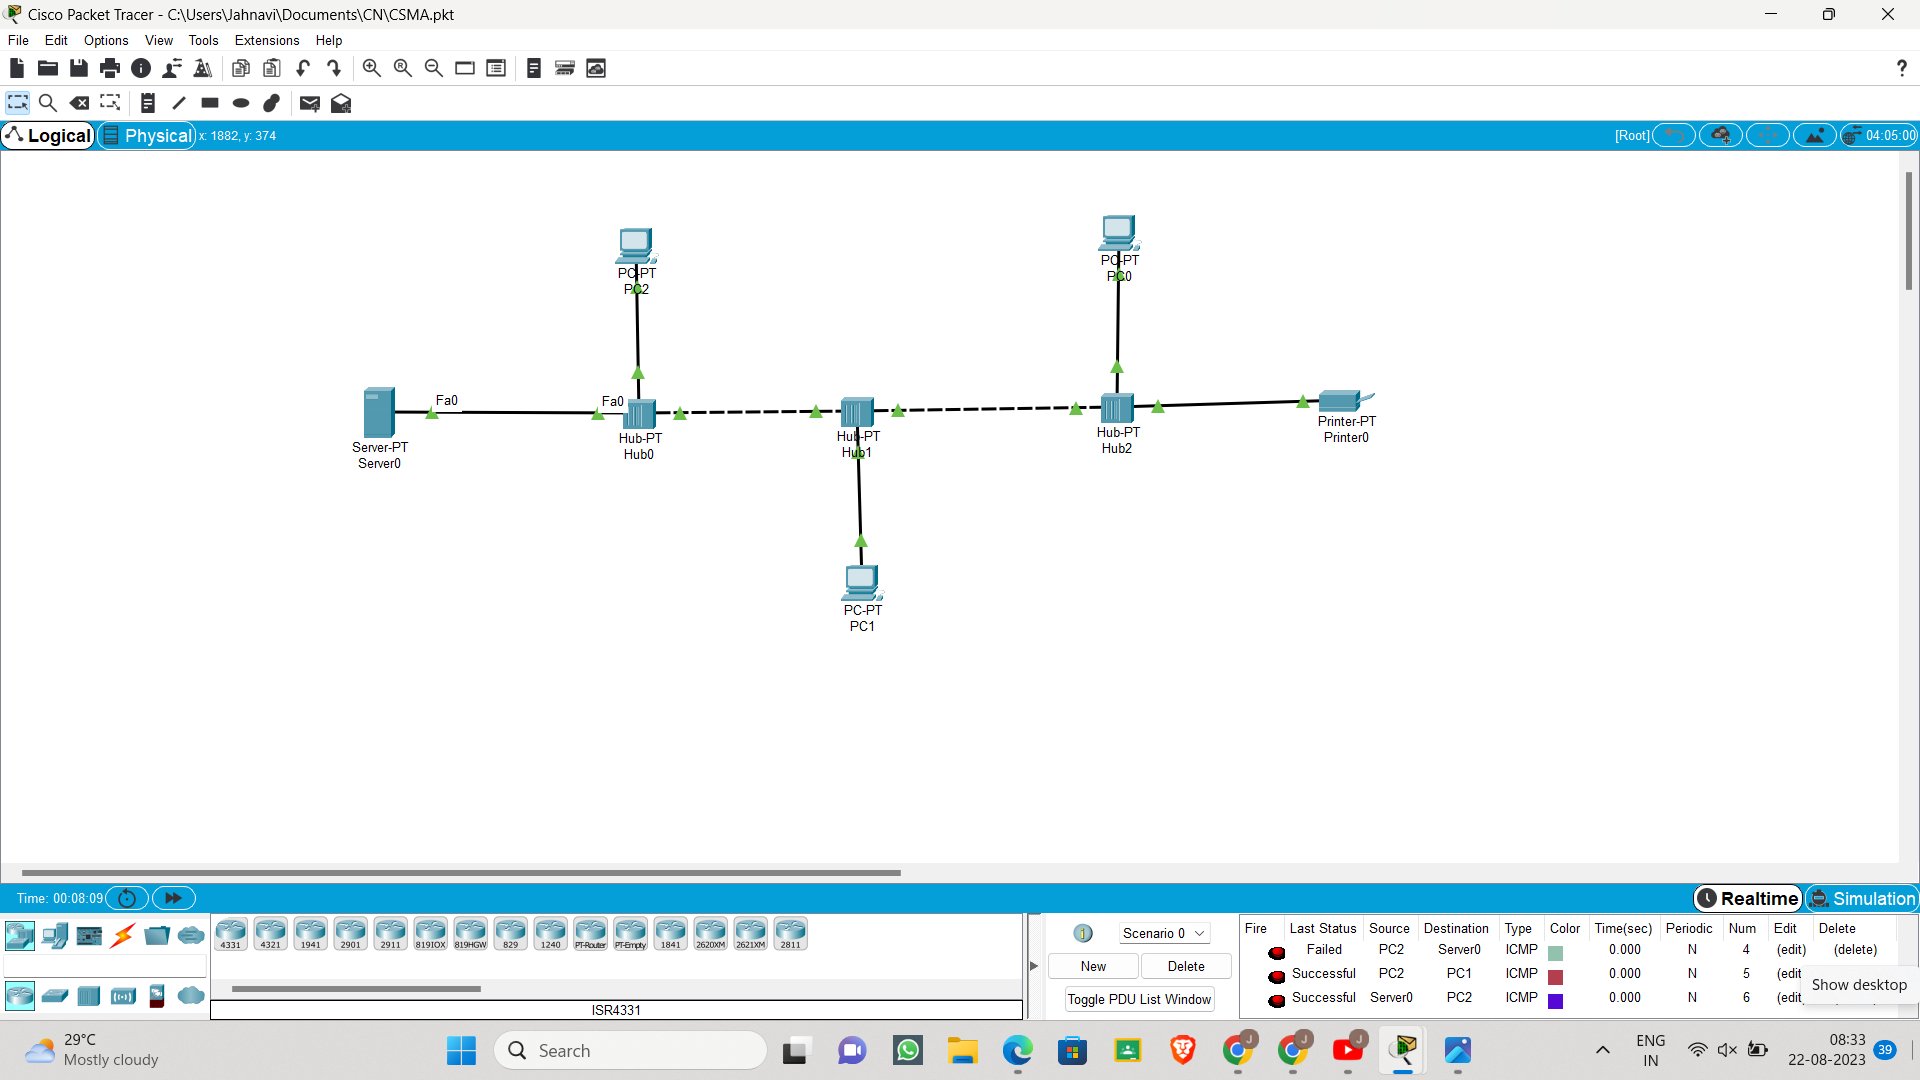 Cisco Packet Tracer - C:\Users\Jahnavi\Documents\CN\CSMA.pkt
File Edit Options View Tools Extensions Help
?
Logical Physical x: 1882, y: 374 [Root] 04:05:00
PC-PT
PC2
PC-PT
PC0
Fa0 Fa0
Server-PT
Server0
Hub-PT
Hub0
Hub-PT
Hub1
Hub-PT
Hub2
Printer-PT
Printer0
PC-PT
PC1
Time: 00:08:09 Realtime Simulation
4331 4321 1941 2901 2911 819IOX 819HGW 829 1240 PT-Router PT-Empty 1841 2620XM 2621XM 2811
ISR4331
Scenario 0
New Delete
Toggle PDU List Window
Fire Last Status Source Destination Type Color Time(sec) Periodic Num Edit Delete
Failed PC2 Server0 ICMP 0.000 N 4 (edit) (delete)
Successful PC2 PC1 ICMP 0.000 N 5 (edit
Successful Server0 PC2 ICMP 0.000 N 6 (edit
Show desktop
29°C
Mostly cloudy
Search
ENG
IN
08:33
22-08-2023
39